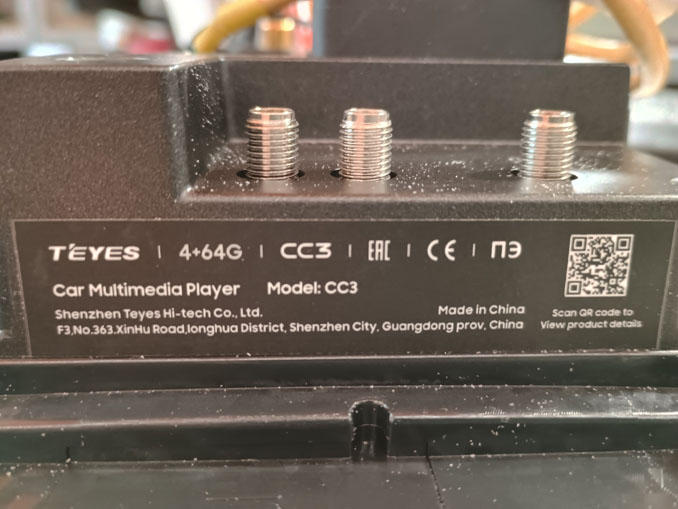 TEYES | 4+64G | CC3 | EAC | CE | ПЭ
Car Multimedia Player Model: CC3
Shenzhen Teyes Hi-tech Co., Ltd.
Made in China
F3,No.363.XinHu Road,longhua District, Shenzhen City, Guangdong prov, China
Scan QR code to
View product details